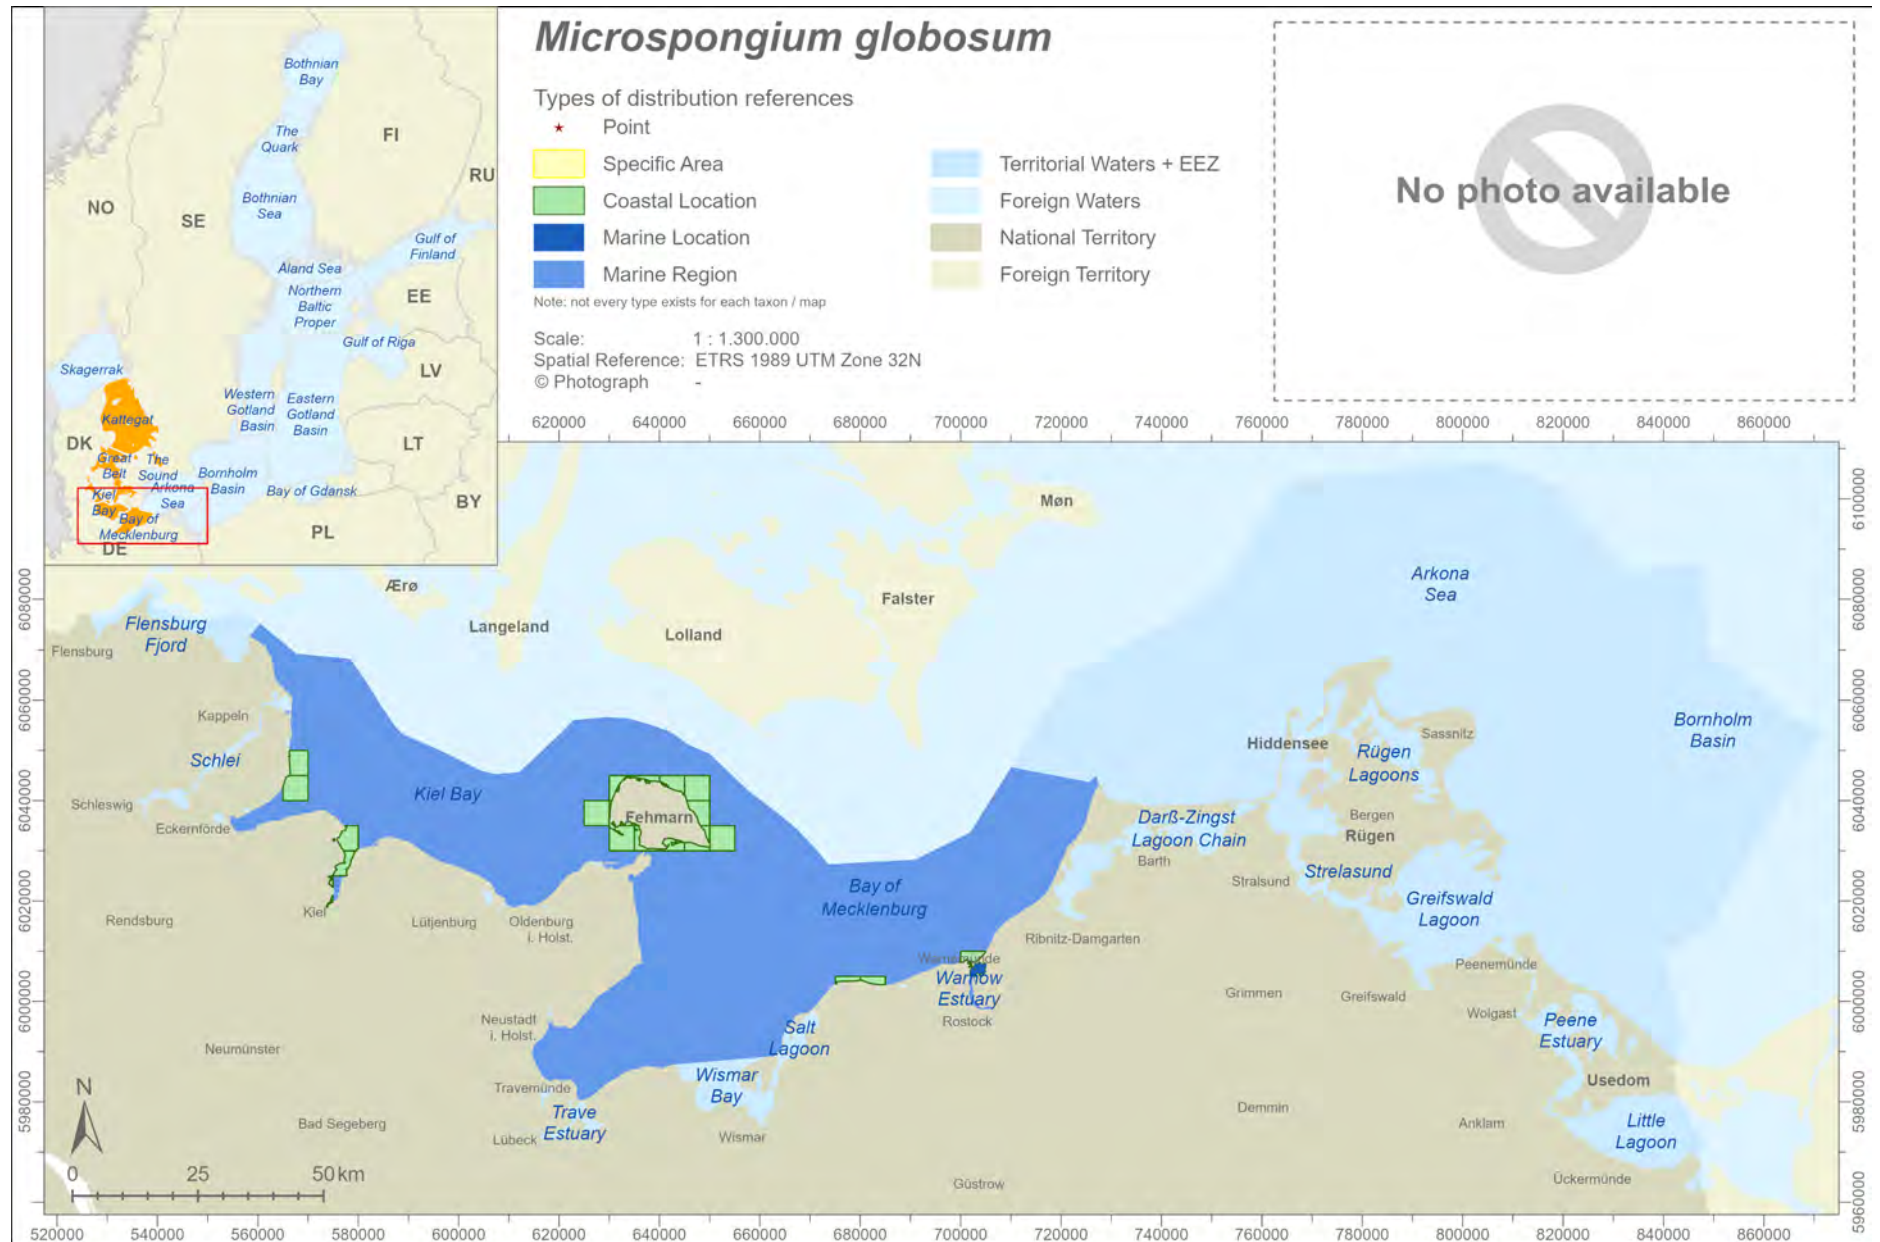 Microspongium globosum
Types of distribution references
Point
Specific Area
Coastal Location
Marine Location
Marine Region
Territorial Waters + EEZ
Foreign Waters
National Territory
Foreign Territory
Note: not every type exists for each taxon / map
Scale: 1 : 1.300.000
Spatial Reference: ETRS 1989 UTM Zone 32N
© Photograph -
No photo available
Bothnian
Bay
The
Quark
FI
RU
NO
SE
Bothnian
Sea
Gulf of
Finland
Åland Sea
Northern
Baltic
Proper
EE
Gulf of Riga
Skagerrak
LV
Western
Gotland
Basin
Eastern
Gotland
Basin
Kattegat
DK
LT
Great
Belt
The
Sound
Bornholm
Basin
Arkona
Sea
Bay of Gdansk
Kiel
Bay
Bay of
Mecklenburg
BY
PL
DE
620000 640000 660000 680000 700000 720000 740000 760000 780000 800000 820000 840000 860000
6100000
6080000
6060000
6040000
6020000
6000000
5980000
5960000
6080000
6060000
6040000
6020000
6000000
5980000
Møn
Ærø
Langeland
Lolland
Falster
Arkona
Sea
Flensburg
Fjord
Flensburg
Kappeln
Schlei
Schleswig
Eckernförde
Kiel Bay
Fehmarn
Hiddensee
Sassnitz
Rügen
Lagoons
Bornholm
Basin
Bergen
Rügen
Darß-Zingst
Lagoon Chain
Barth
Strelasund
Stralsund
Greifswald
Lagoon
Bay of
Mecklenburg
Rendsburg
Kiel
Lütjenburg
Oldenburg
i. Holst.
Ribnitz-Damgarten
Warnemünde
Warnow
Estuary
Rostock
Peenemünde
Grimmen
Greifswald
Wolgast
Peene
Estuary
Usedom
Neustadt
i. Holst.
Salt
Lagoon
Neumünster
Travemünde
Wismar
Bay
Trave
Estuary
Lübeck
Wismar
Bad Segeberg
Demmin
Anklam
Little
Lagoon
Güstrow
Ückermünde
N
0 25 50 km
520000 540000 560000 580000 600000 620000 640000 660000 680000 700000 720000 740000 760000 780000 800000 820000 840000 860000